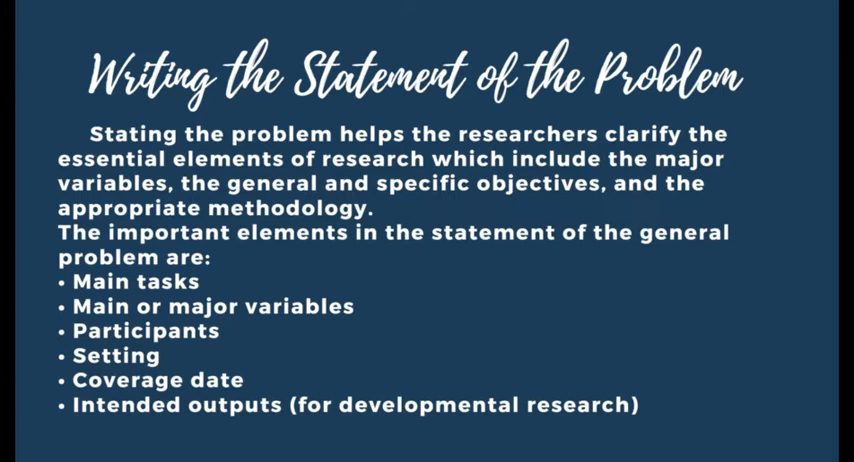 Writing the Statement of the Problem
Stating the problem helps the researchers clarify the
essential elements of research which include the major
variables, the general and specific objectives, and the
appropriate methodology.
The important elements in the statement of the general
problem are:
• Main tasks
• Main or major variables
• Participants
• Setting
• Coverage date
• Intended outputs (for developmental research)